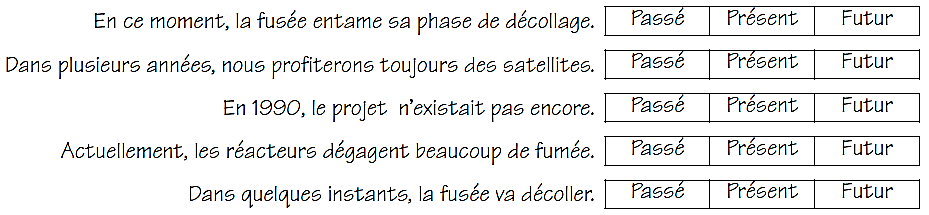 En ce moment, la fusée entame sa phase de décollage. Passé Présent Futur
Dans plusieurs années, nous profiterons toujours des satellites. Passé Présent Futur
En 1990, le projet n'existait pas encore. Passé Présent Futur
Actuellement, les réacteurs dégagent beaucoup de fumée. Passé Présent Futur
Dans quelques instants, la fusée va décoller. Passé Présent Futur